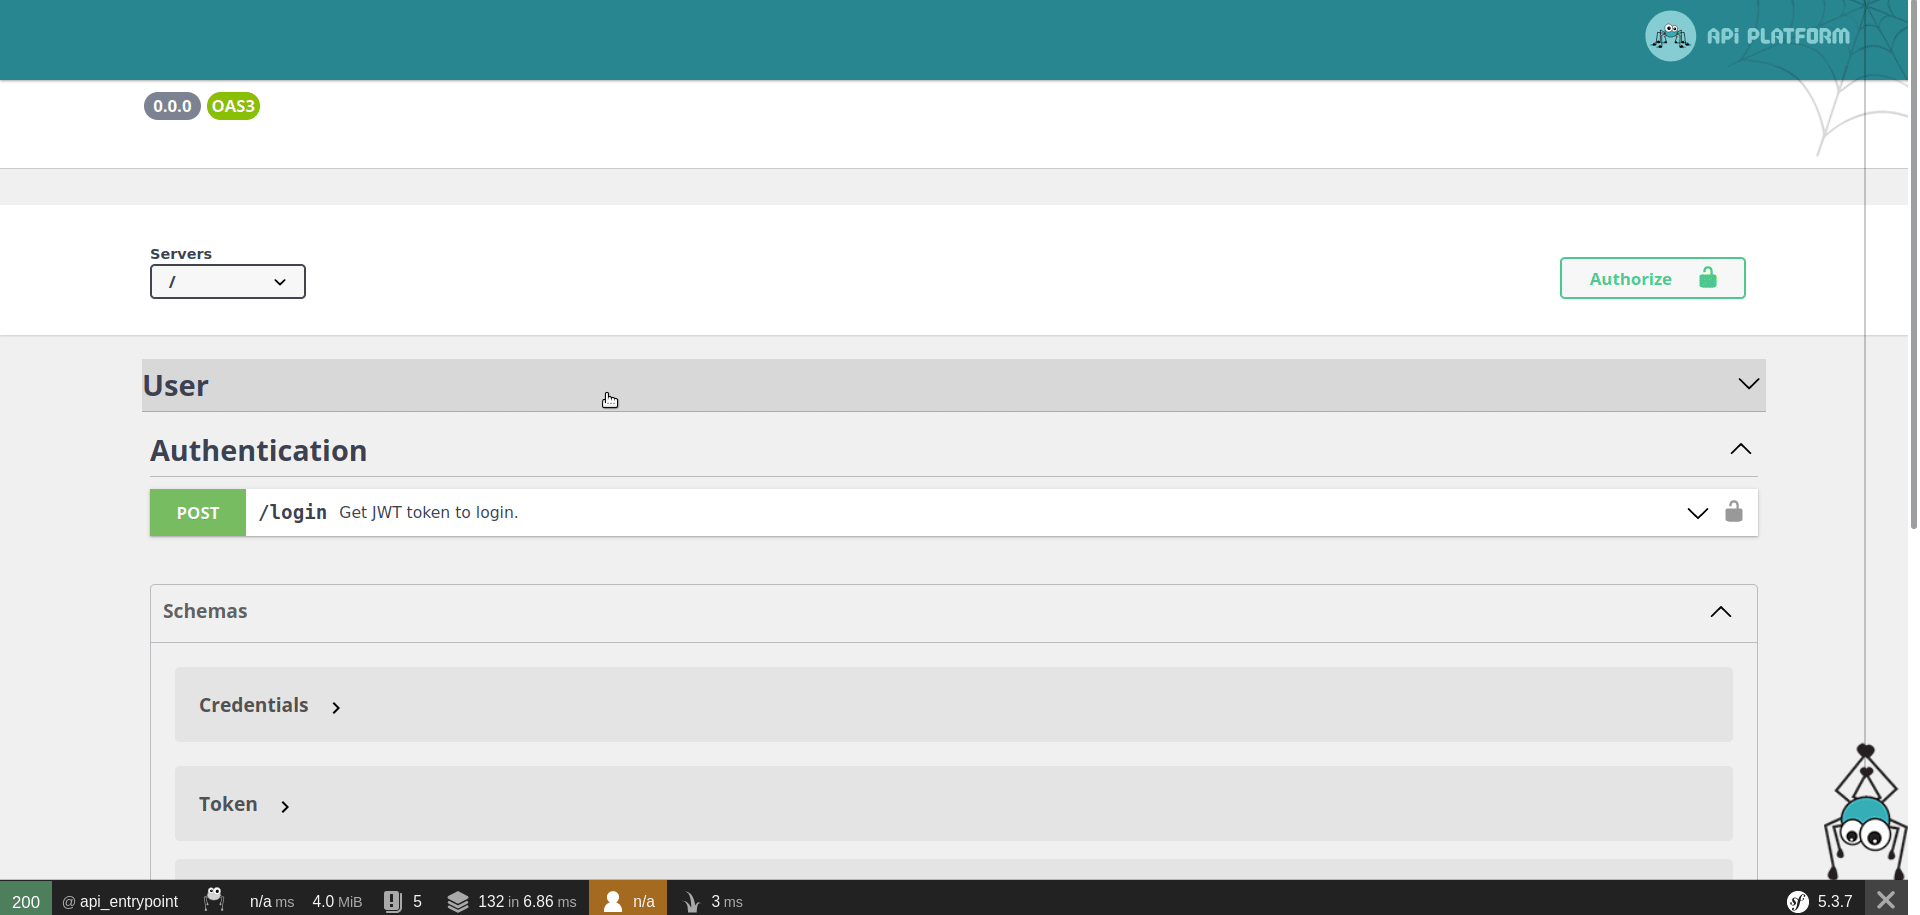 APi PLATFORM
0.0.0 OAS3
Servers
/
Authorize
User
Authentication
POST /login Get JWT token to login.
Schemas
Credentials
Token
200 @ api_entrypoint n/a ms 4.0 MiB 5 132 in 6.86 ms n/a 3 ms sf 5.3.7